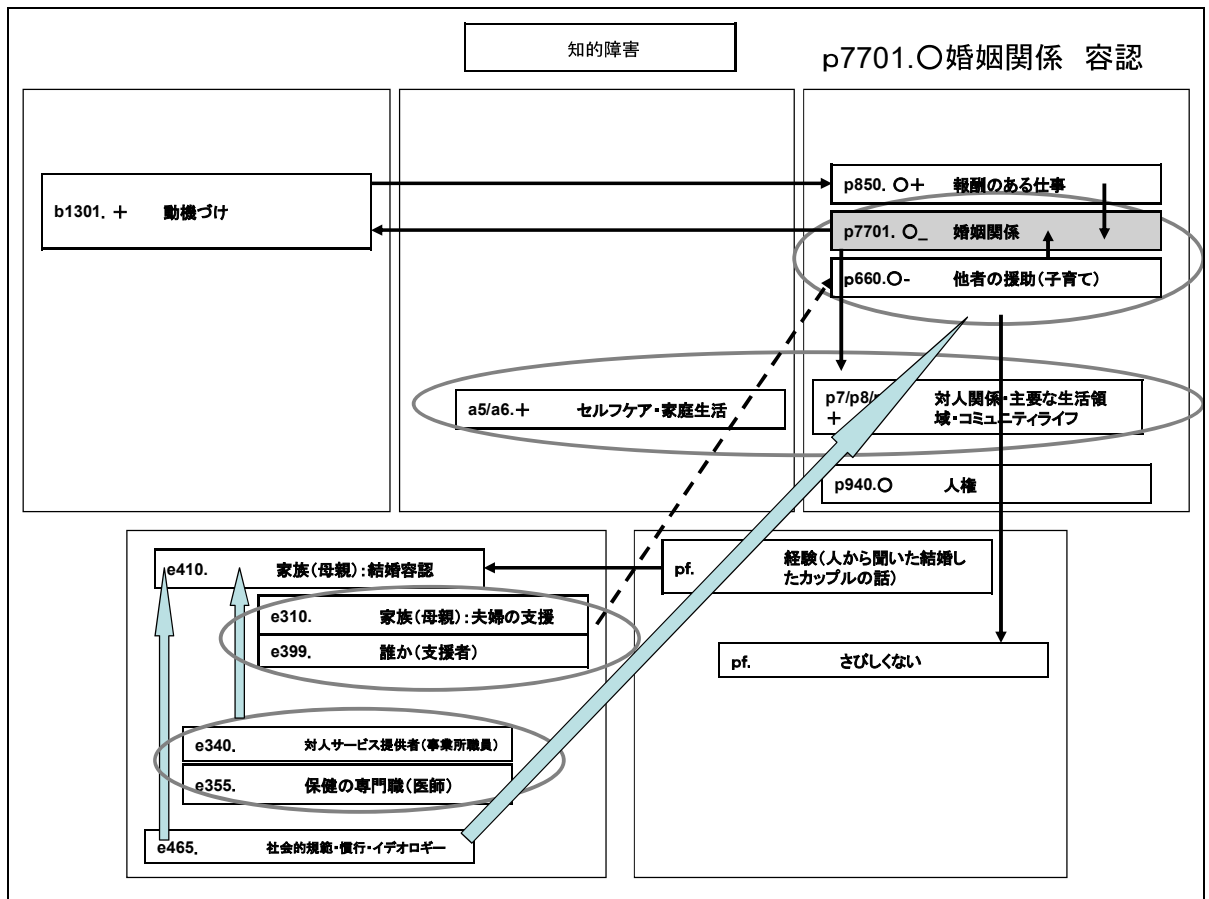 知的障害
p7701.○婚姻関係 容認
b1301. + 動機づけ
p850. ○+ 報酬のある仕事
p7701. ○_ 婚姻関係
p660.○- 他者の援助(子育て)
a5/a6.+ セルフケア・家庭生活
p7/p8/
+
対人関係・主要な生活領
域・コミュニティライフ
p940.○ 人権
e410. 家族(母親):結婚容認
e310. 家族(母親):夫婦の支援
e399. 誰か(支援者)
e340. 対人サービス提供者(事業所職員)
e355. 保健の専門職(医師)
e465. 社会的規範・慣行・イデオロギー
pf. 経験(人から聞いた結婚し
たカップルの話)
pf. さびしくない